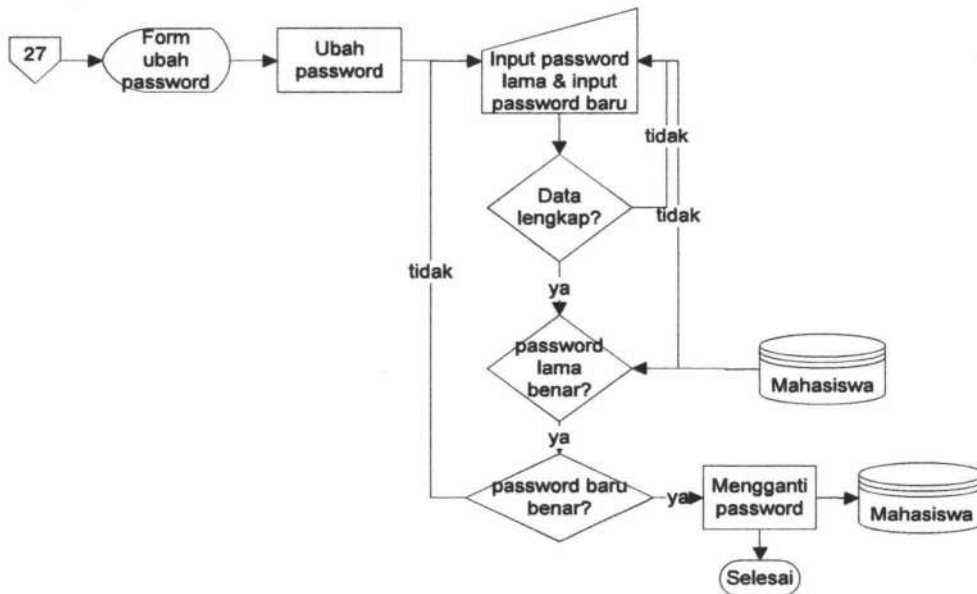 27
Form
ubah
password
Ubah
password
Input password
lama & input
password baru
tidak
Data
lengkap?
tidak
tidak
ya
password
lama
benar?
Mahasiswa
ya
password baru
benar?
ya
Mengganti
password
Mahasiswa
Selesai